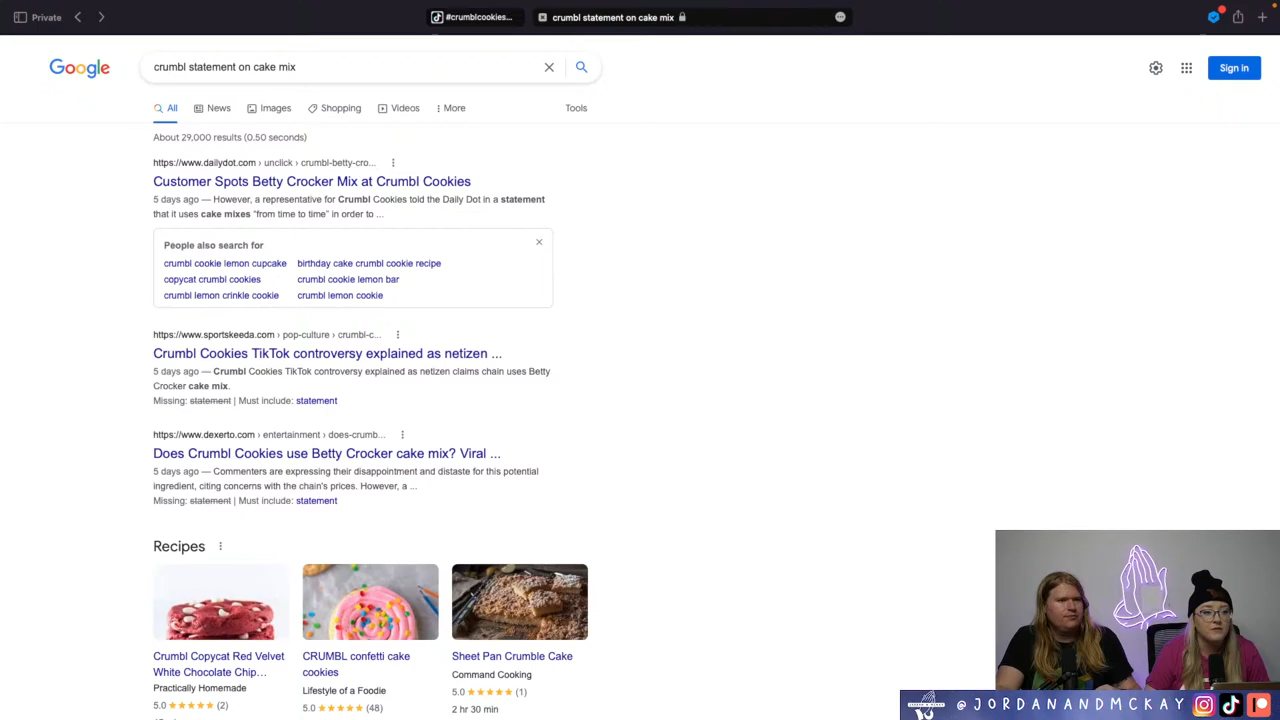 Private
#crumblcookies...
crumbl statement on cake mix
Google
crumbl statement on cake mix
Sign in
All
News
Images
Shopping
Videos
More
Tools
About 29,000 results (0.50 seconds)
https://www.dailydot.com › unclick › crumbl-betty-cro...
Customer Spots Betty Crocker Mix at Crumbl Cookies
5 days ago — However, a representative for Crumbl Cookies told the Daily Dot in a statement
that it uses cake mixes “from time to time” in order to ...
People also search for
crumbl cookie lemon cupcake
birthday cake crumbl cookie recipe
copycat crumbl cookies
crumbl cookie lemon bar
crumbl lemon crinkle cookie
crumbl lemon cookie
https://www.sportskeeda.com › pop-culture › crumbl-c...
Crumbl Cookies TikTok controversy explained as netizen ...
5 days ago — Crumbl Cookies TikTok controversy explained as netizen claims chain uses Betty
Crocker cake mix.
Missing: statement | Must include: statement
https://www.dexerto.com › entertainment › does-crumb...
Does Crumbl Cookies use Betty Crocker cake mix? Viral ...
5 days ago — Commenters are expressing their disappointment and distaste for this potential
ingredient, citing concerns with the chain's prices. However, a ...
Missing: statement | Must include: statement
Recipes
Crumbl Copycat Red Velvet
White Chocolate Chip...
Practically Homemade
5.0 ★★★★★ (2)
CRUMBL confetti cake
cookies
Lifestyle of a Foodie
5.0 ★★★★★ (48)
Sheet Pan Crumble Cake
Command Cooking
5.0 ★★★★★ (1)
2 hr 30 min
@JORDANANDMCKAY